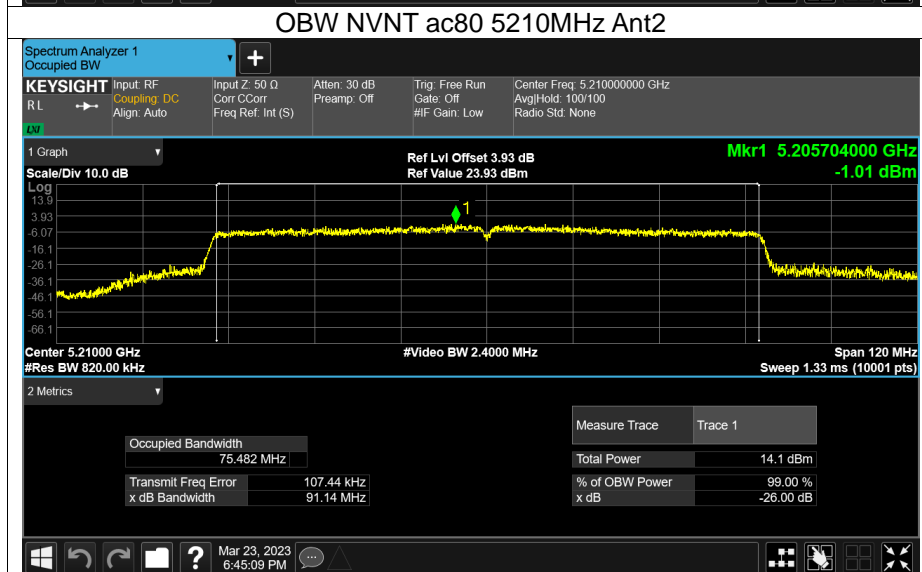 OBW NVNT ac80 5210MHz Ant2
Spectrum Analyzer 1
Occupied BW
+
KEYSIGHT
R L
LXI
Input: RF
Coupling: DC
Align: Auto
Input Z: 50 Ω
Corr CCorr
Freq Ref: Int (S)
Atten: 30 dB
Preamp: Off
Trig: Free Run
Gate: Off
#IF Gain: Low
Center Freq: 5.210000000 GHz
Avg|Hold: 100/100
Radio Std: None
1 Graph
Scale/Div 10.0 dB
Ref Lvl Offset 3.93 dB
Ref Value 23.93 dBm
Mkr1 5.205704000 GHz
-1.01 dBm
Log
13.9
3.93
-6.07
-16.1
-26.1
-36.1
-46.1
-56.1
-66.1
1
Center 5.21000 GHz
#Video BW 2.4000 MHz
Span 120 MHz
#Res BW 820.00 kHz
Sweep 1.33 ms (10001 pts)
2 Metrics
Measure Trace Trace 1
Occupied Bandwidth
75.482 MHz
Total Power 14.1 dBm
Transmit Freq Error 107.44 kHz
% of OBW Power 99.00 %
x dB Bandwidth 91.14 MHz
x dB -26.00 dB
?
Mar 23, 2023
6:45:09 PM